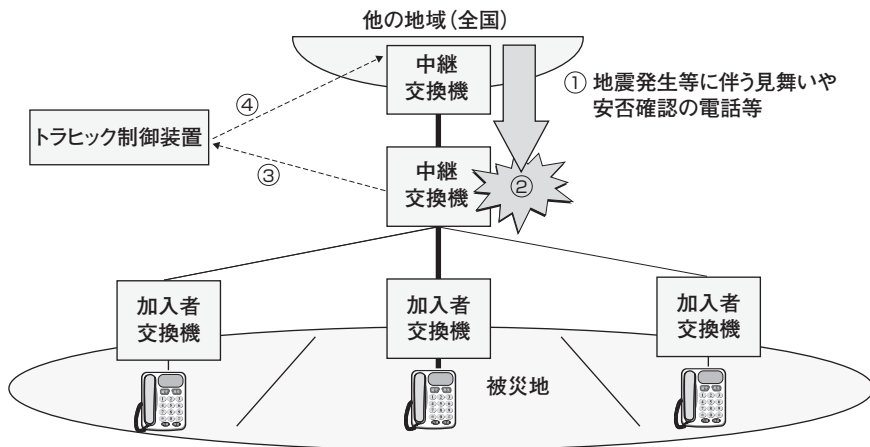 他の地域(全国)
中継
交換機
① 地震発生等に伴う見舞いや
安否確認の電話等
④
トラヒック制御装置
③
中継
交換機
②
加入者
交換機
加入者
交換機
加入者
交換機
被災地